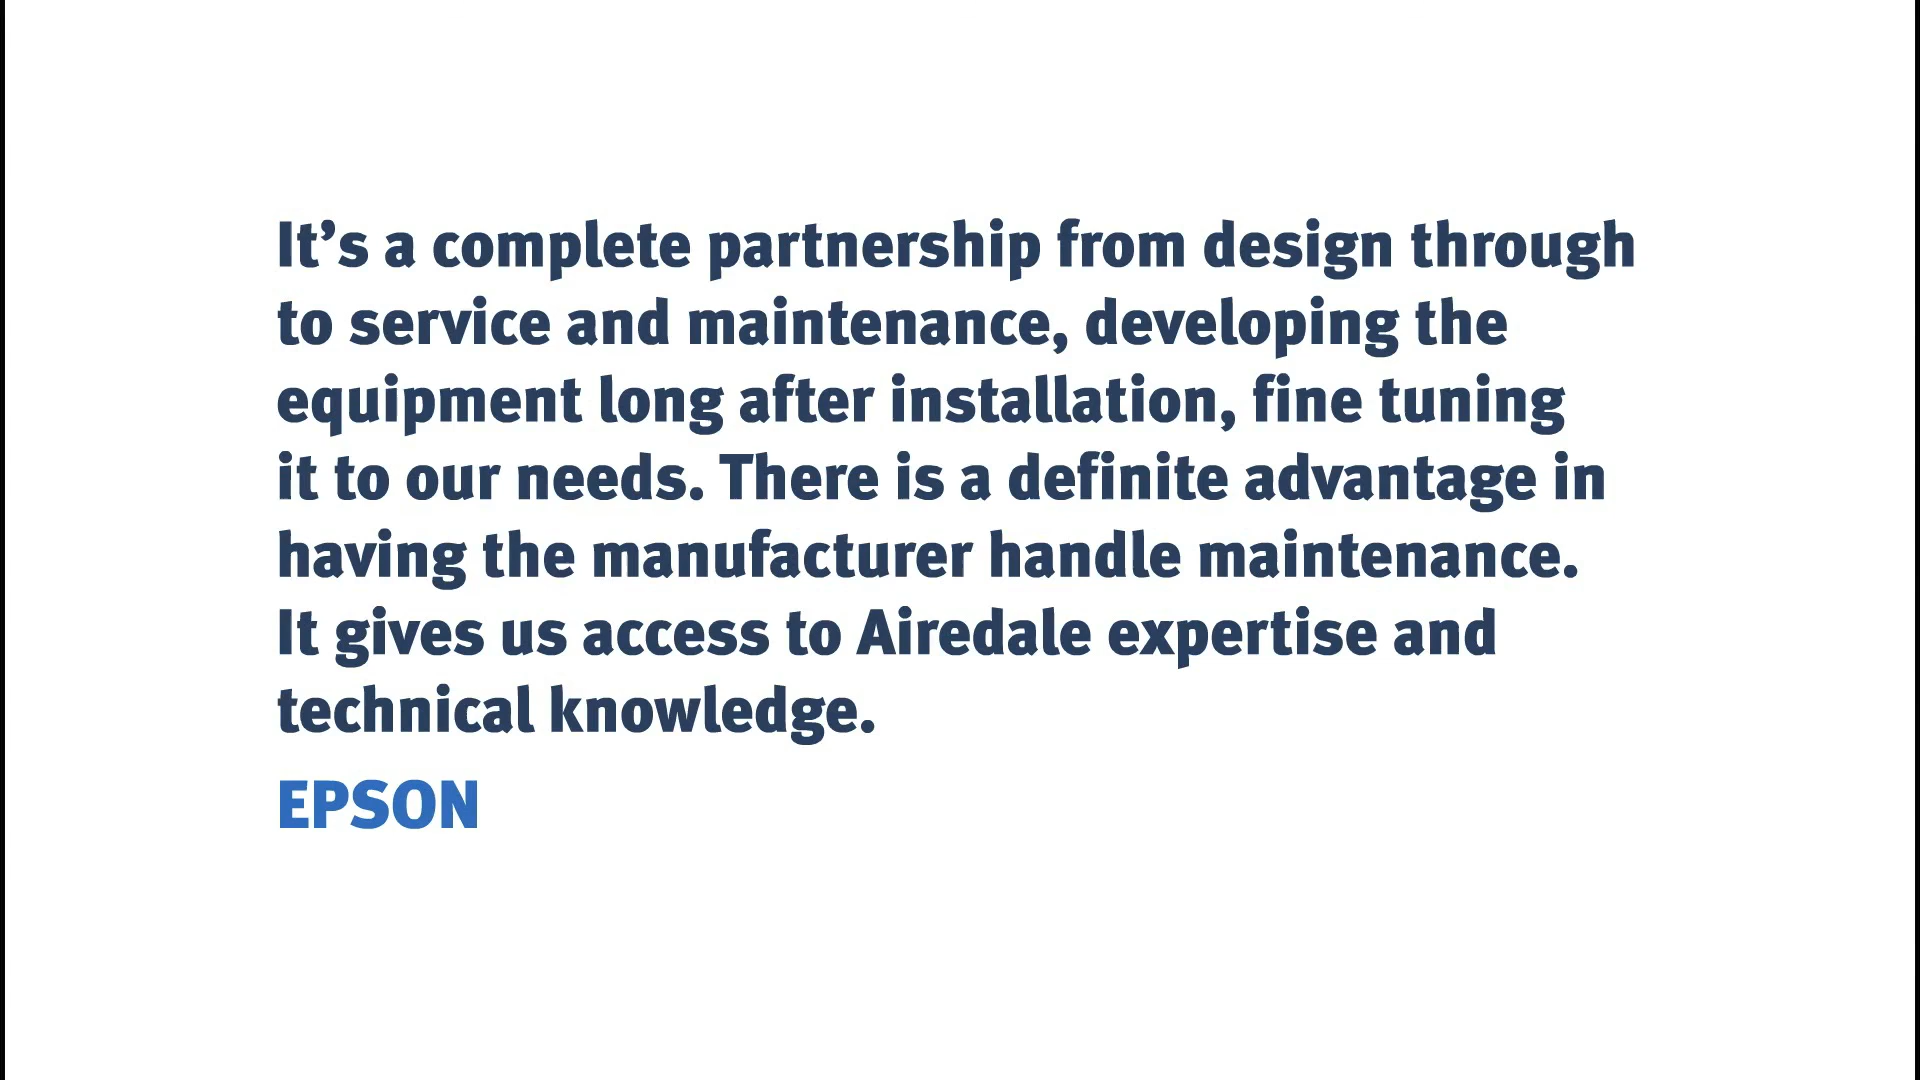 It’s a complete partnership from design through
to service and maintenance, developing the
equipment long after installation, fine tuning
it to our needs. There is a definite advantage in
having the manufacturer handle maintenance.
It gives us access to Airedale expertise and
technical knowledge.
EPSON